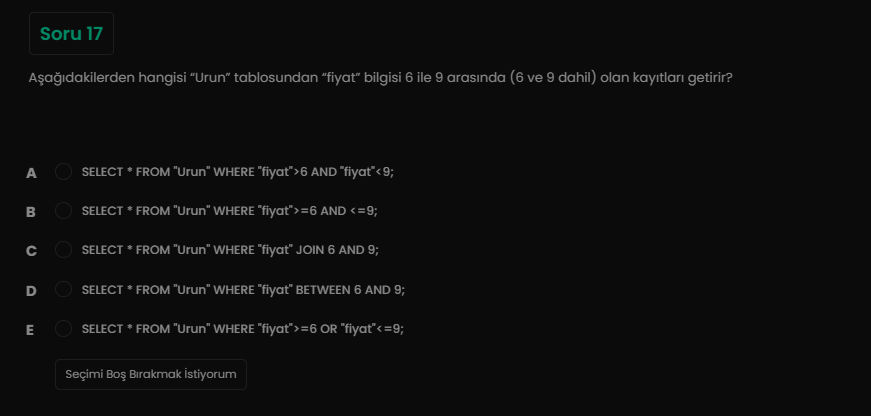 Soru 17
Aşağıdakilerden hangisi “Urun” tablosundan “fiyat” bilgisi 6 ile 9 arasında (6 ve 9 dahil) olan kayıtları getirir?
A SELECT * FROM "Urun" WHERE "fiyat">6 AND "fiyat"<9;
B SELECT * FROM "Urun" WHERE "fiyat">=6 AND <=9;
C SELECT * FROM "Urun" WHERE "fiyat" JOIN 6 AND 9;
D SELECT * FROM "Urun" WHERE "fiyat" BETWEEN 6 AND 9;
E SELECT * FROM "Urun" WHERE "fiyat">=6 OR "fiyat"<=9;
Seçimi Boş Bırakmak İstiyorum